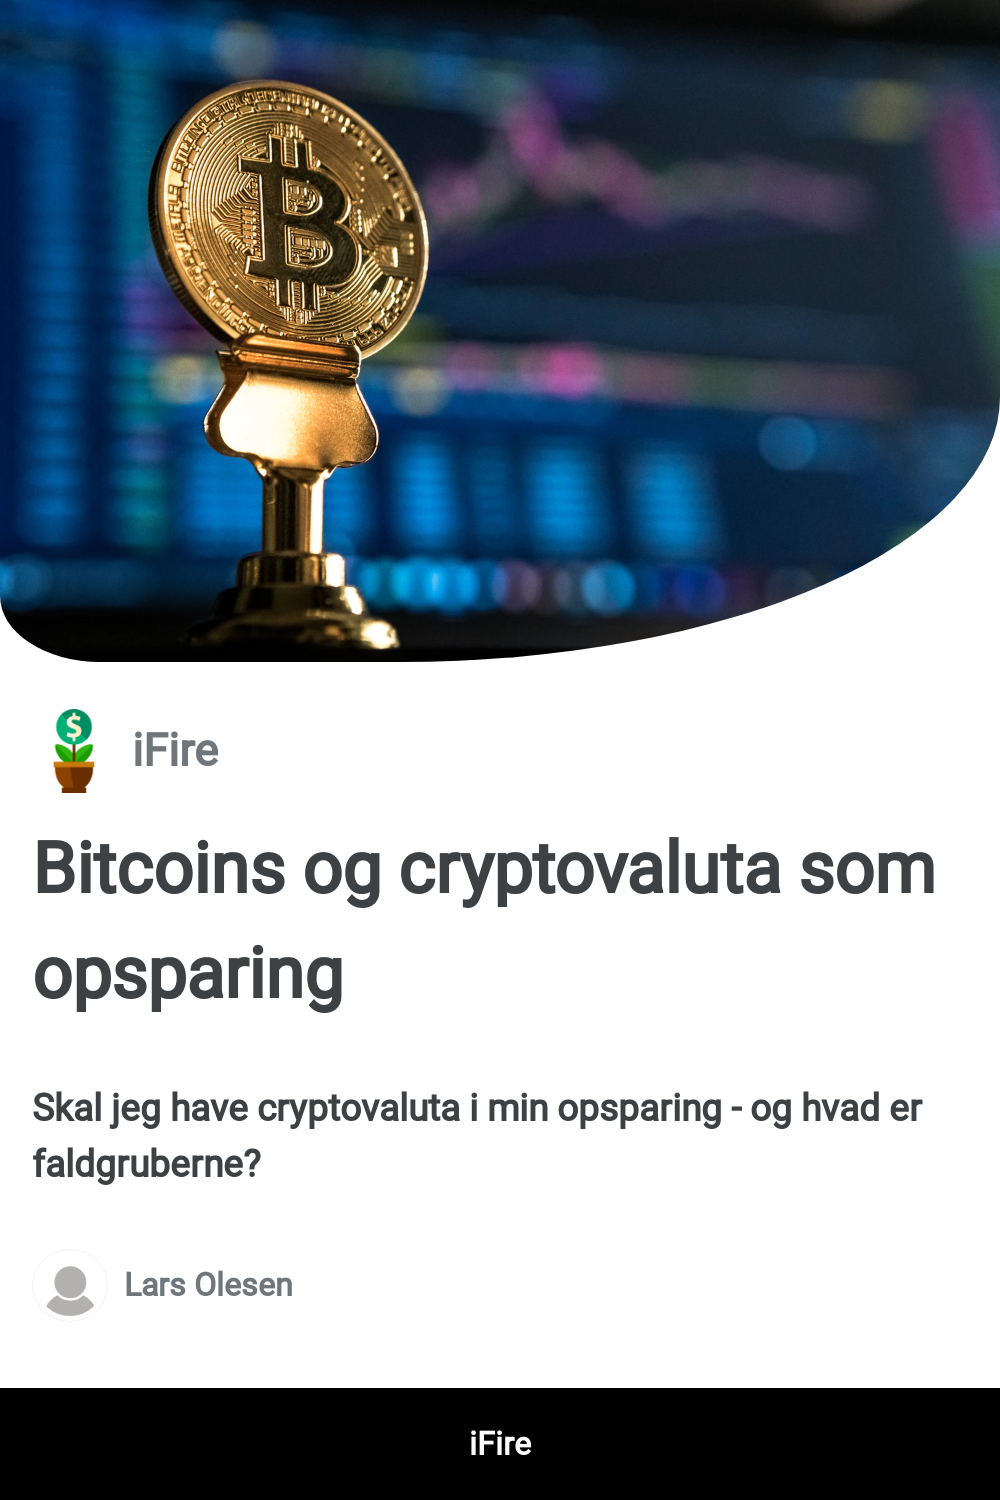 iFire
Bitcoins og cryptovaluta som
opsparing
Skal jeg have cryptovaluta i min opsparing - og hvad er
faldgruberne?
Lars Olesen
iFire